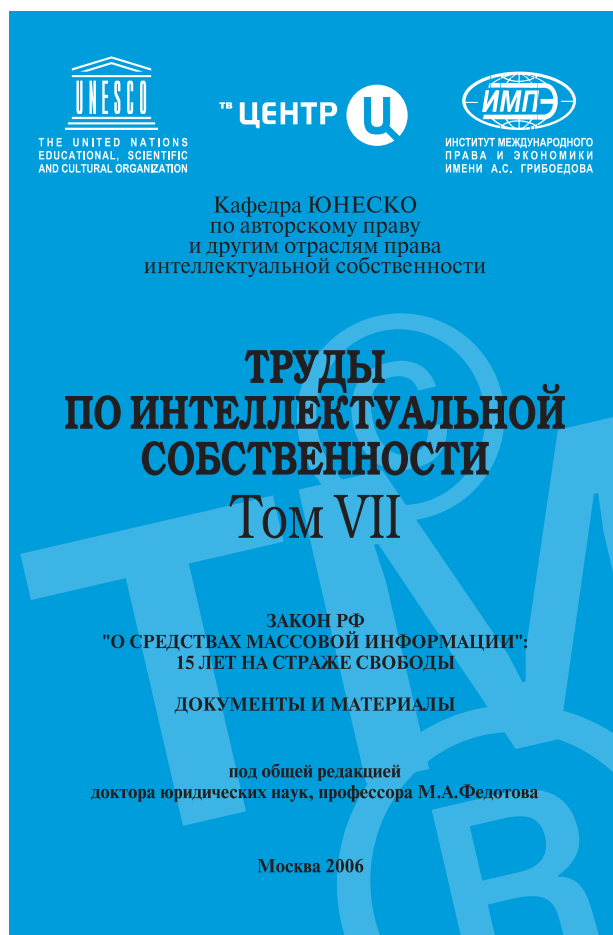 UNESCO
THE UNITED NATIONS
EDUCATIONAL, SCIENTIFIC
AND CULTURAL ORGANIZATION
ТВ ЦЕНТР Ц
ИМПЭ
ИНСТИТУТ МЕЖДУНАРОДНОГО
ПРАВА И ЭКОНОМИКИ
ИМЕНИ А.С. ГРИБОЕДОВА
Кафедра ЮНЕСКО
по авторскому праву
и другим отраслям права
интеллектуальной собственности
ТРУДЫ
ПО ИНТЕЛЛЕКТУАЛЬНОЙ
СОБСТВЕННОСТИ
Том VII
ЗАКОН РФ
"О СРЕДСТВАХ МАССОВОЙ ИНФОРМАЦИИ":
15 ЛЕТ НА СТРАЖЕ СВОБОДЫ
ДОКУМЕНТЫ И МАТЕРИАЛЫ
под общей редакцией
доктора юридических наук, профессора М.А.Федотова
Москва 2006
© TM
®